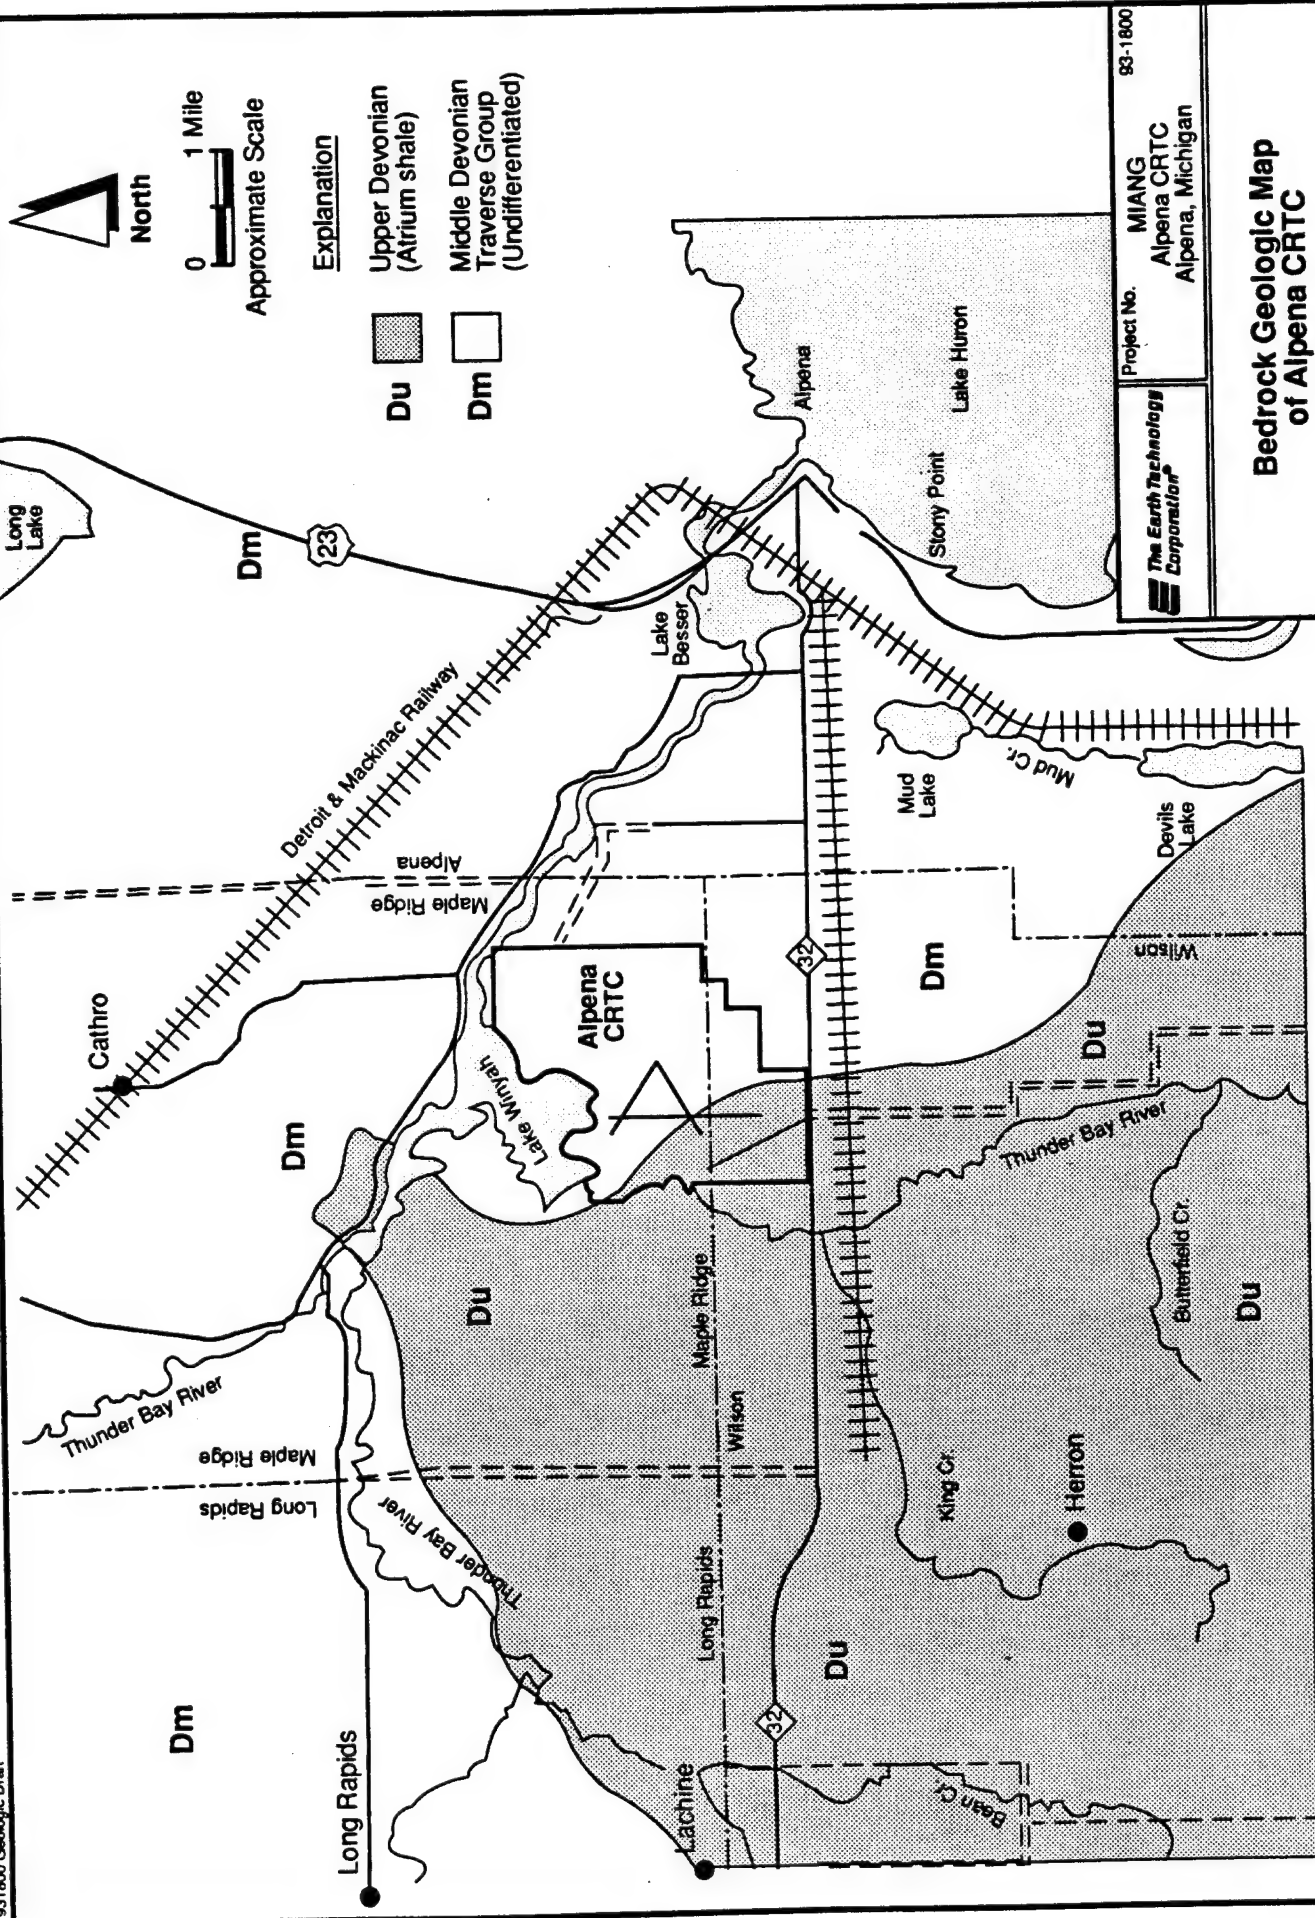 931800 Geologic Draft
North
0
1 Mile
Approximate Scale
Explanation
Du
Upper Devonian
(Atrium shale)
Dm
Middle Devonian
Traverse Group
(Undifferentiated)
Long Rapids
Dm
Long Rapids
Maple Ridge
Thunder Bay River
Dm
Cathro
Maple Ridge
Alpena
Detroit & Mackinac Railway
Dm
23
Long
Lake
Thunder Bay River
Du
Lake Winyah
Alpena
CRTC
Lake
Besser
Alpena
Lachine
Long Rapids
Wilson
Maple Ridge
32
32
Du
Dm
Mud
Lake
Stony Point
Lake Huron
Bean Cr.
King Cr.
Herron
Thunder Bay River
Du
Mud Cr.
Butterfield Cr.
Du
Wilson
Devils
Lake
The Earth Technology
Corporation
Project No.
93-1800
MIANG
Alpena CRTC
Alpena, Michigan
Bedrock Geologic Map
of Alpena CRTC